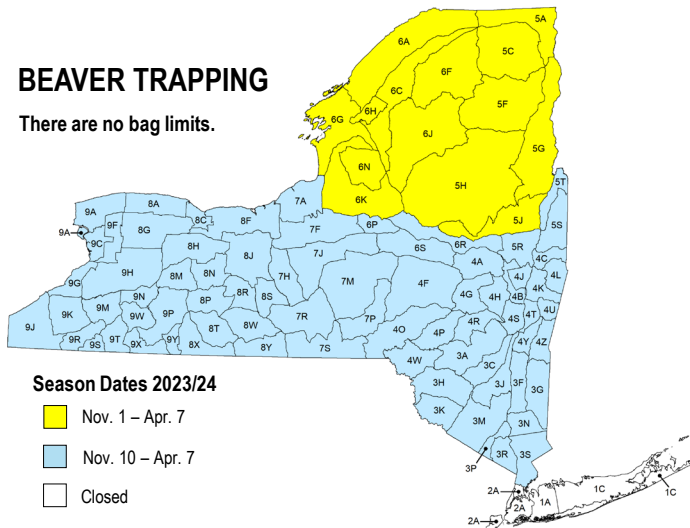 BEAVER TRAPPING
There are no bag limits.
5A
6A
5C
6F
6C
6H
5F
6G
6J
5G
6N
5H
6K
5J
5T
7A
8A
9A
9F
8C
8F
7F
6P
5S
9A
8G
9C
6S
6R
5R
8H
8J
7J
4A
4C
9H
8M
8N
7H
7M
4F
4J
4L
9G
4K
9N
8P
8R
8S
4G
4H
4B
9K
9M
9W
9P
7R
7P
4R
4S
4T
4U
9J
8T
8W
4O
4P
9R
9S
9T
9X
9Y
8X
8Y
7S
4Y
4Z
4W
3A
3C
3H
3J
3F
3G
3K
3M
3N
3P
3R
3S
2A
2A
2A
1A
1C
1C
Season Dates 2023/24
Nov. 1 – Apr. 7
Nov. 10 – Apr. 7
Closed